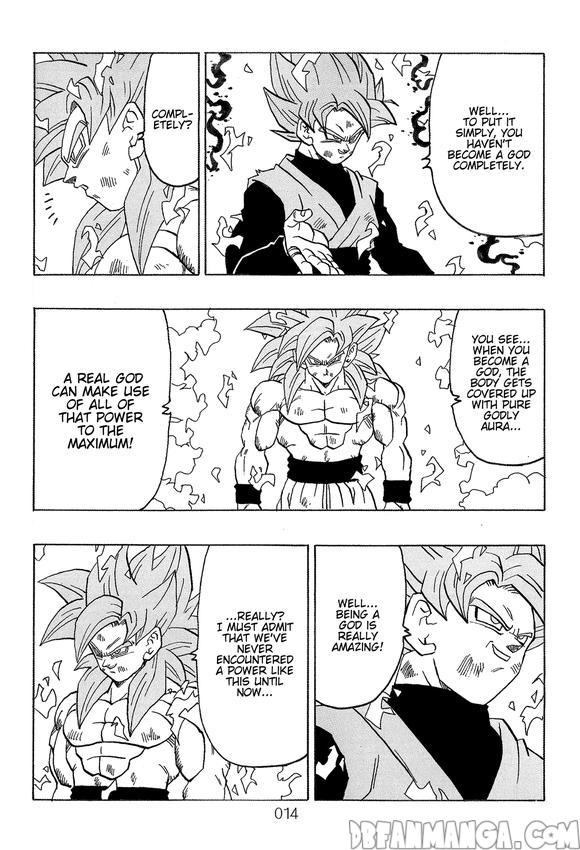 WELL...
TO PUT IT
SIMPLY, YOU
HAVEN'T
BECOME A GOD
COMPLETELY.
COMPL-
ETELY?
YOU SEE...
WHEN YOU
BECOME A
GOD, THE BODY
GETS
COVERED UP
WITH PURE
GODLY
AURA...
A REAL GOD
CAN MAKE USE
OF ALL OF
THAT POWER
TO THE
MAXIMUM!
WELL...
BEING A
GOD IS
REALLY
AMAZING!
...REALLY?
I MUST ADMIT
THAT WE'VE
NEVER
ENCOUNTERED
A POWER LIKE
THIS UNTIL
NOW...
014
DBFANMANGA.COM